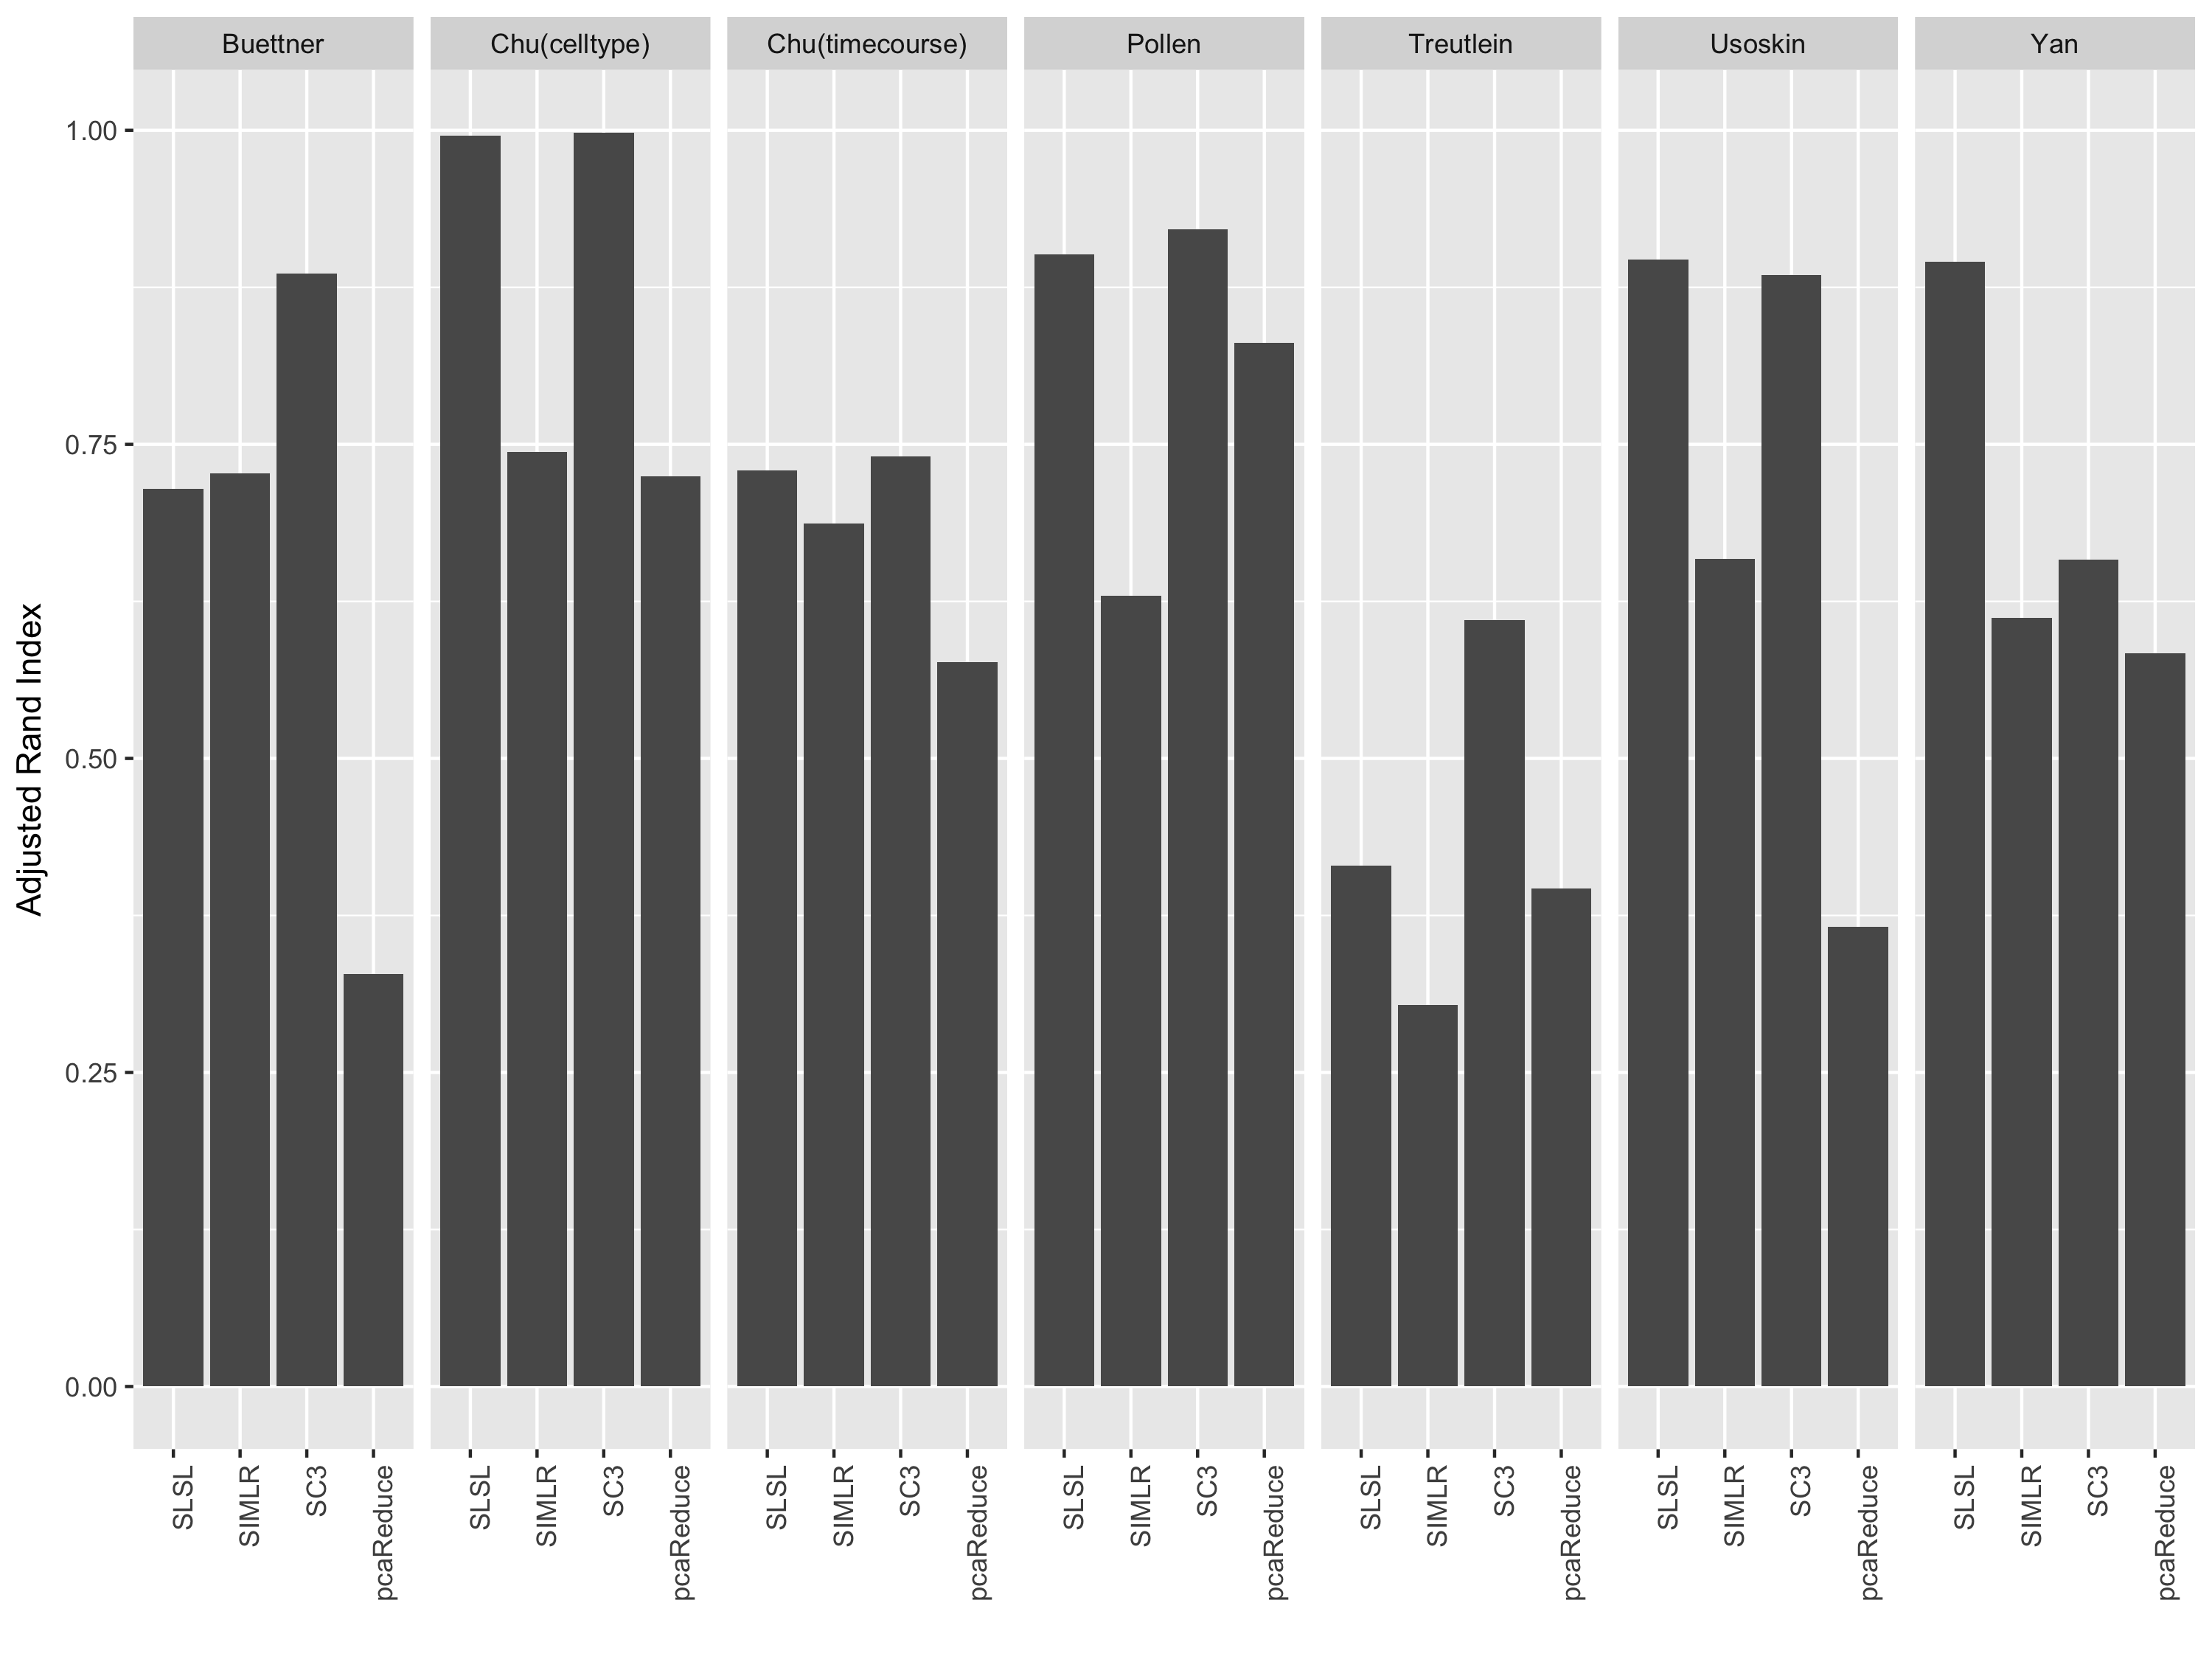 Buettner
Chu(celltype)
Chu(timecourse)
Pollen
Treutlein
Usoskin
Yan
Adjusted Rand Index
1.00
0.75
0.50
0.25
0.00
SLSL
SIMLR
SC3
pcaReduce
SLSL
SIMLR
SC3
pcaReduce
SLSL
SIMLR
SC3
pcaReduce
SLSL
SIMLR
SC3
pcaReduce
SLSL
SIMLR
SC3
pcaReduce
SLSL
SIMLR
SC3
pcaReduce
SLSL
SIMLR
SC3
pcaReduce